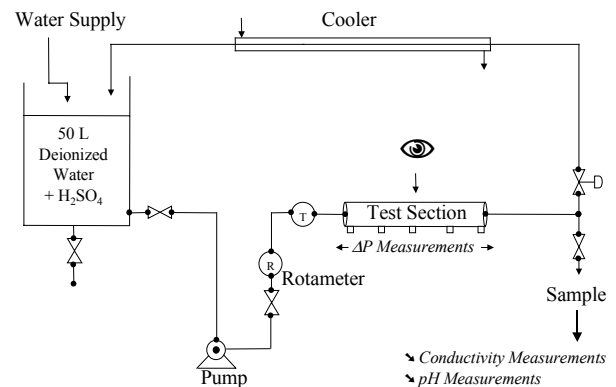 Water Supply
Cooler
50 L
Deionized
Water
+ H₂SO₄
T
Test Section
D
← ΔP Measurements →
R
Rotameter
Pump
Sample
➘ Conductivity Measurements
➘ pH Measurements